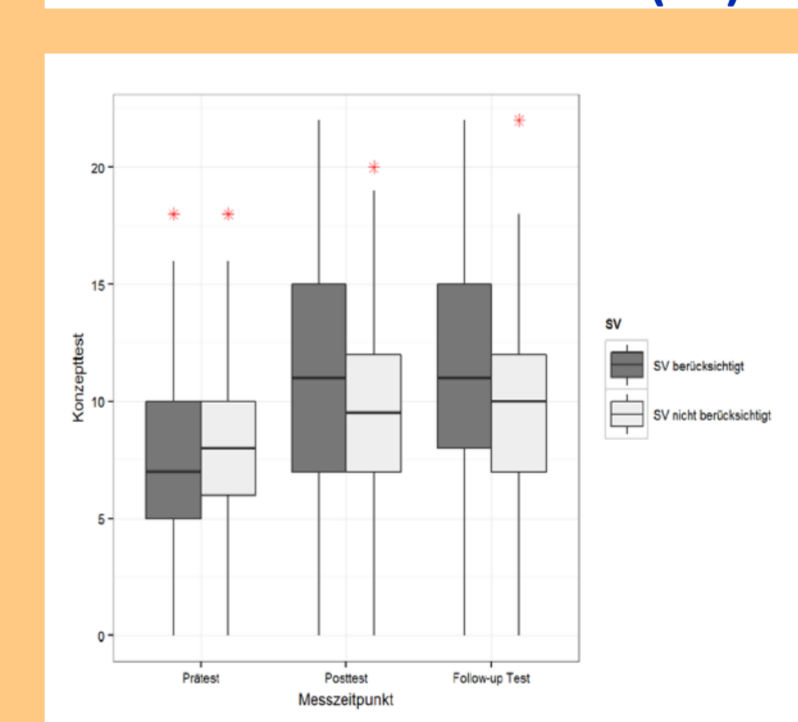 20
15
10
5
0
Konzepttest
Prätest
Posttest
Follow-up Test
Messzeitpunkt
SV
SV berücksichtigt
SV nicht berücksichtigt